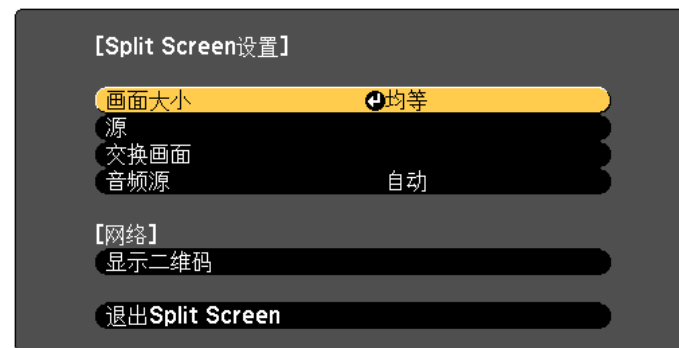 [Split Screen设置]
画面大小 均等
源
交换画面
音频源 自动
[网络]
显示二维码
退出Split Screen